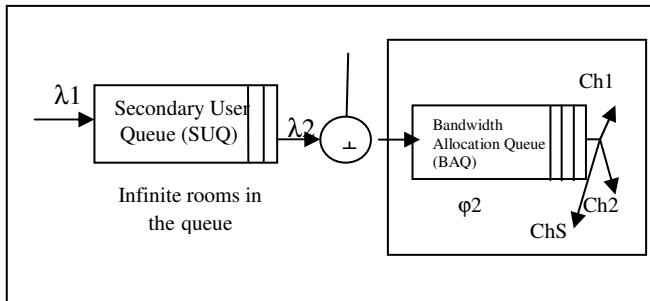 λ1
Secondary User
Queue (SUQ)
λ2
Infinite rooms in
the queue
Bandwidth
Allocation Queue
(BAQ)
φ2
Ch1
Ch2
ChS